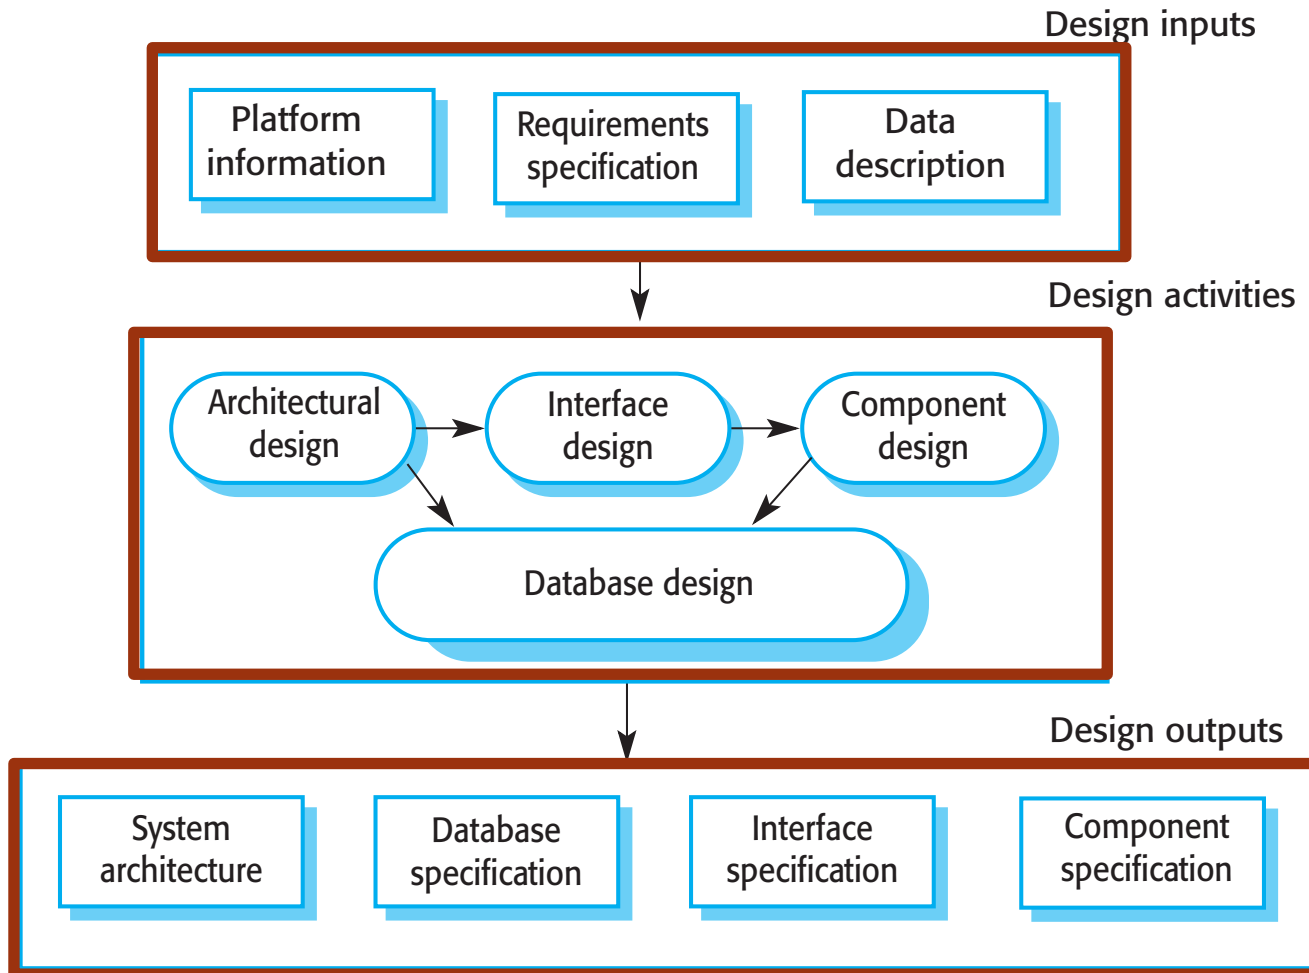 Design inputs
Platform
information
Requirements
specification
Data
description
Design activities
Architectural
design
Interface
design
Component
design
Database design
Design outputs
System
architecture
Database
specification
Interface
specification
Component
specification